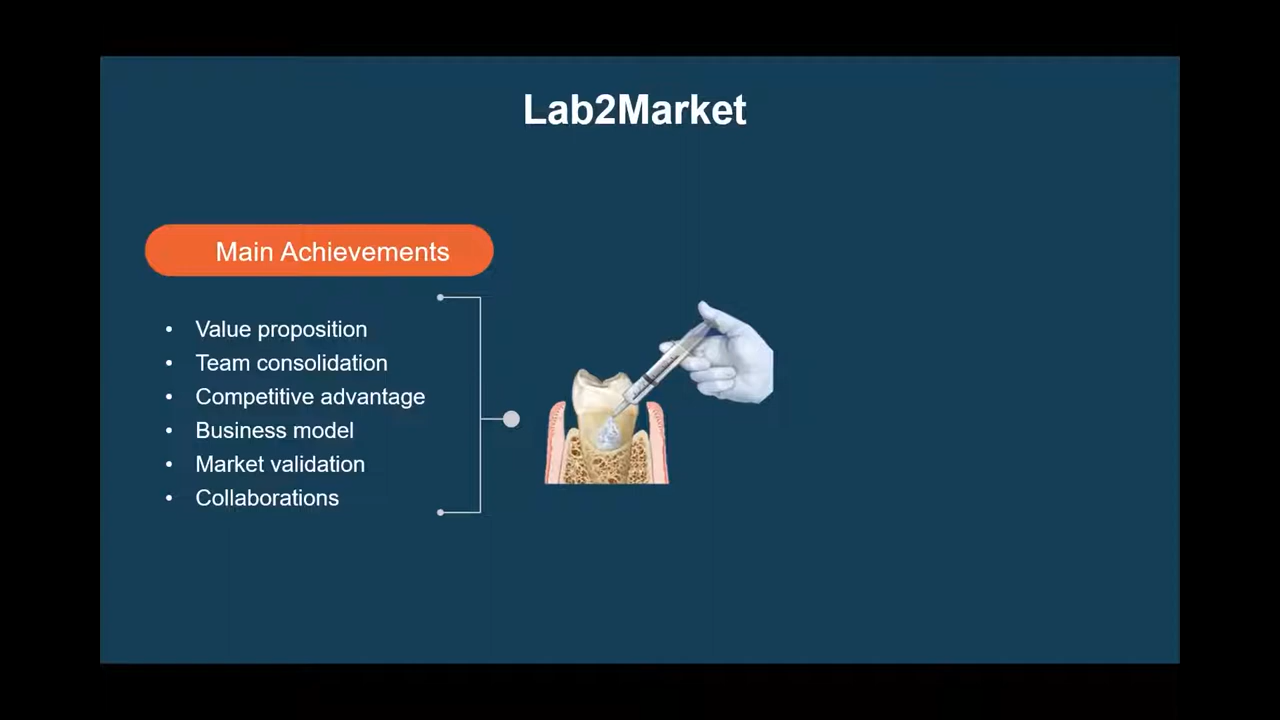 Lab2Market
Main Achievements
• Value proposition
• Team consolidation
• Competitive advantage
• Business model
• Market validation
• Collaborations